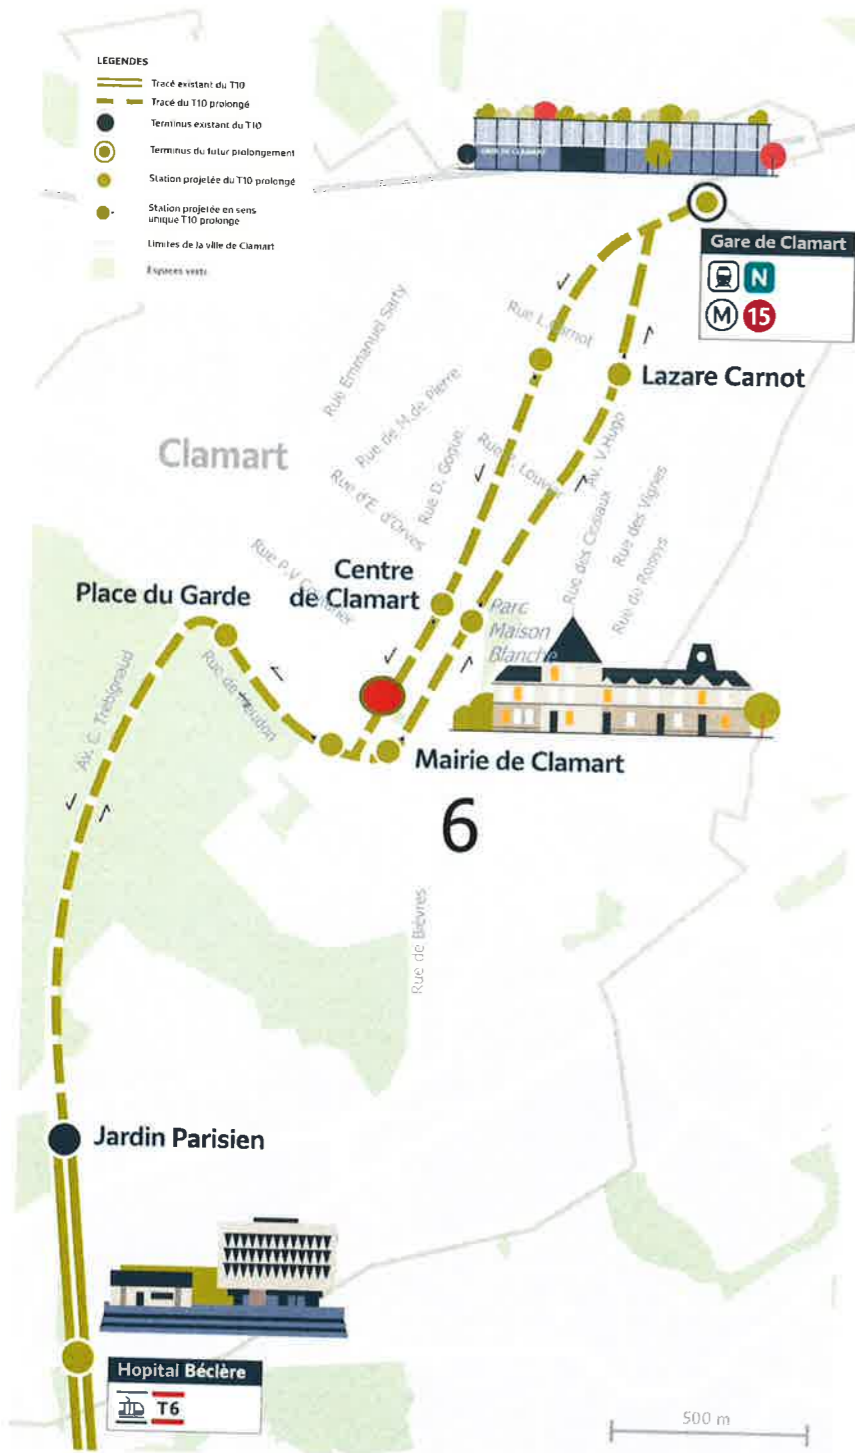 LEGENDES
Tracé existant du T10
Tracé du T10 prolongé
Terminus existant du T10
Terminus du futur prolongement
Station projetée du T10 prolongé
Station projetée en sens
unique T10 prolongé
Limites de la ville de Clamart
Espaces verts
GARE DE CLAMART
Gare de Clamart
N
M 15
Rue L. Carnot
Lazare Carnot
Rue Emmanuel Sarty
Rue de M. de Pierre
Rue D. Gogue
Av. V. Hugo
Clamart
Rue d'E. d'Orves
Rue des Cissiaux
Rue des Vignes
Rue P.V
Centre
de Clamart
Place du Garde
Parc
Maison
Blanche
Av. C. Trebignaud
Mairie de Clamart
6
Rue de Bièvres
Jardin Parisien
Hopital Béclère
T6
500 m